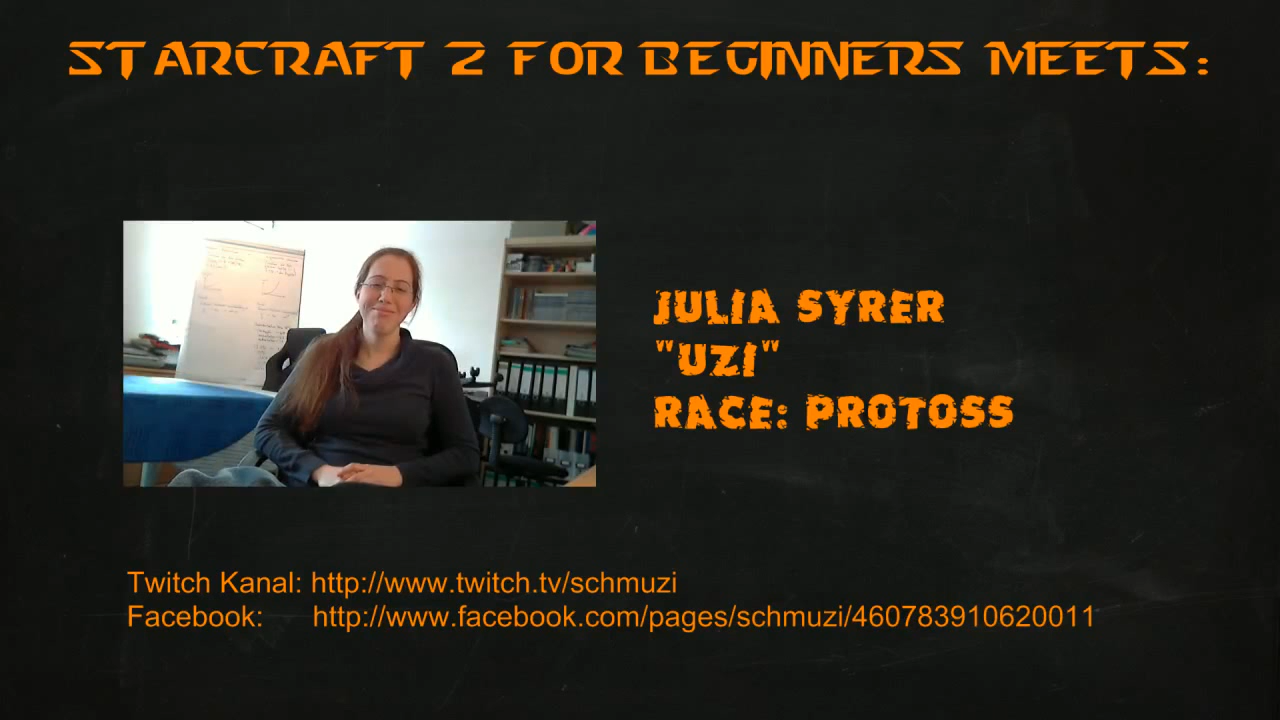 STARCRAFT 2 FOR BEGINNERS MEETS:
JULIA SYRER
"UZI"
RACE: PROTOSS
Twitch Kanal: http://www.twitch.tv/schmuzi
Facebook: http://www.facebook.com/pages/schmuzi/460783910620011